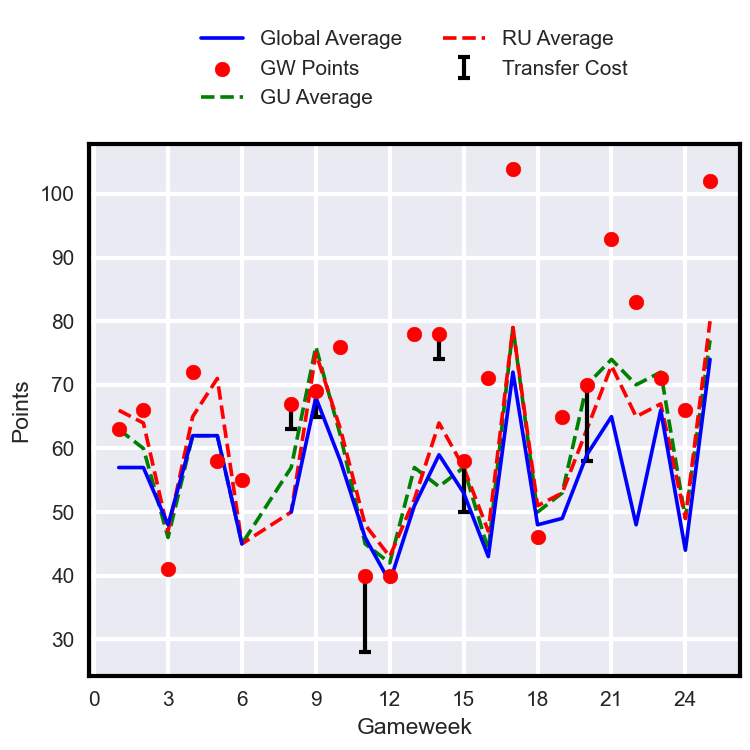 Global Average
GW Points
GU Average
RU Average
Transfer Cost
100
90
80
70
60
50
40
30
Points
0 3 6 9 12 15 18 21 24
Gameweek